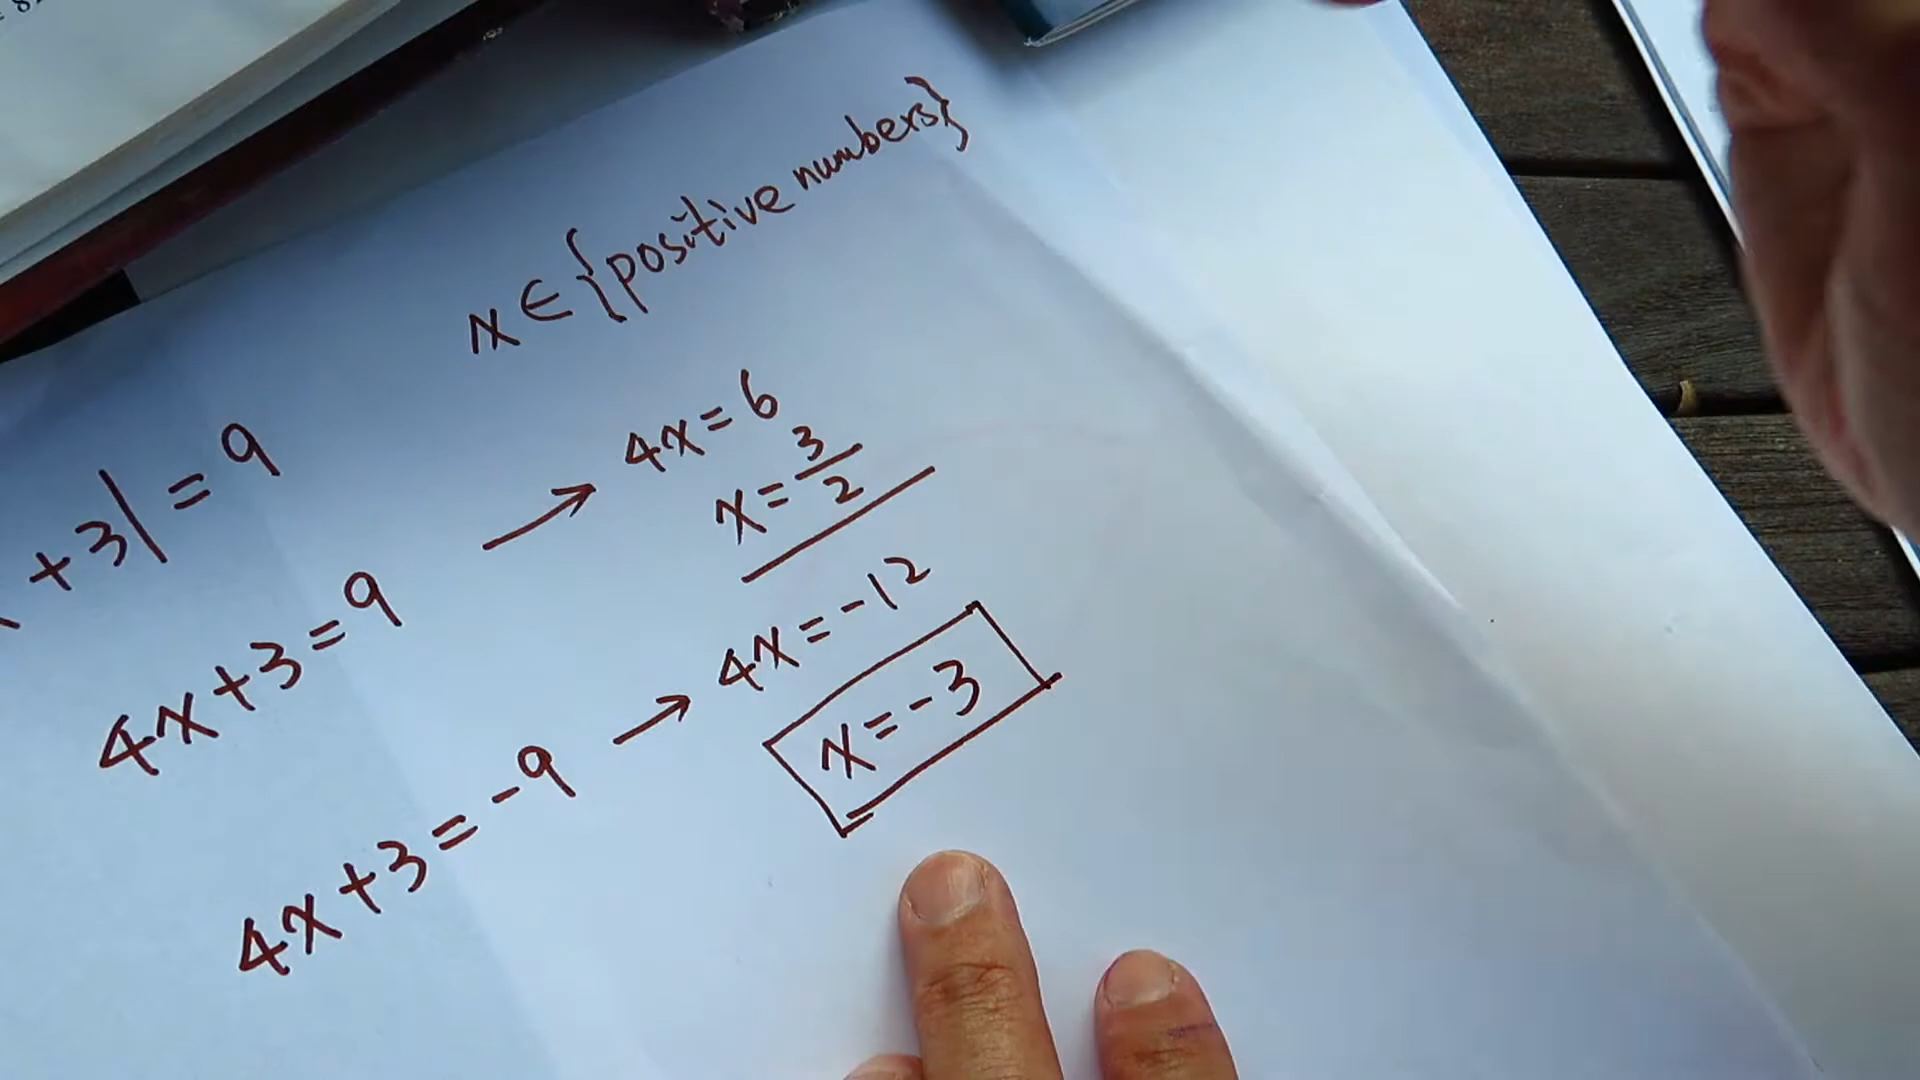 x ∈ {positive numbers}
+3| = 9
4x+3=9 → 4x=6
x=3/2
4x+3=-9 → 4x=-12
x=-3